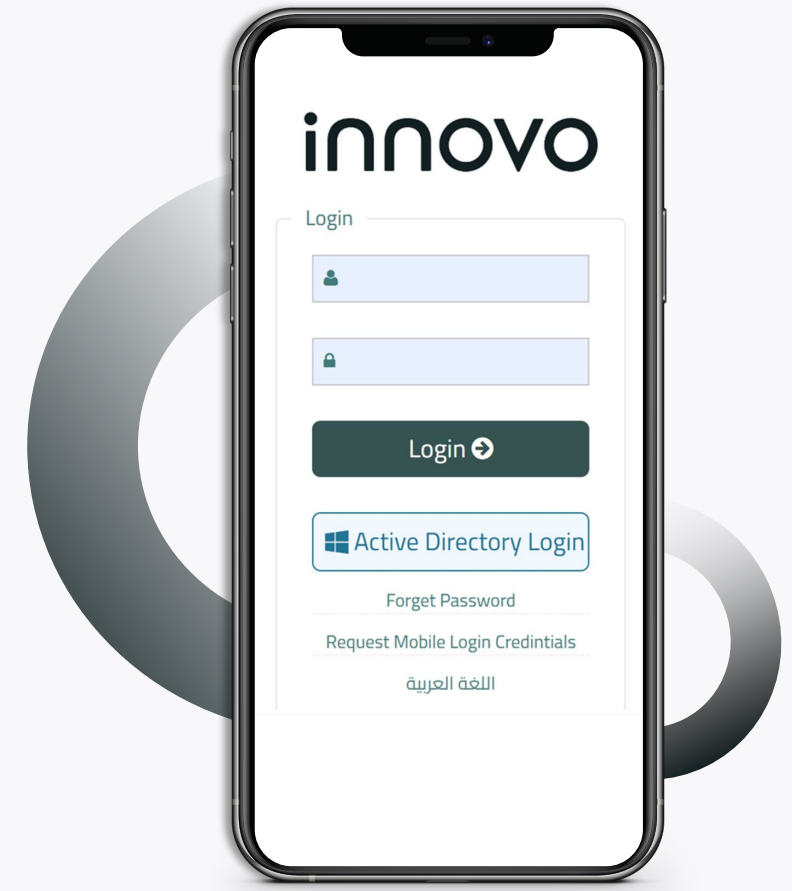 innovo
Login
Login
Active Directory Login
Forget Password
Request Mobile Login Credintials
اللغة العربية